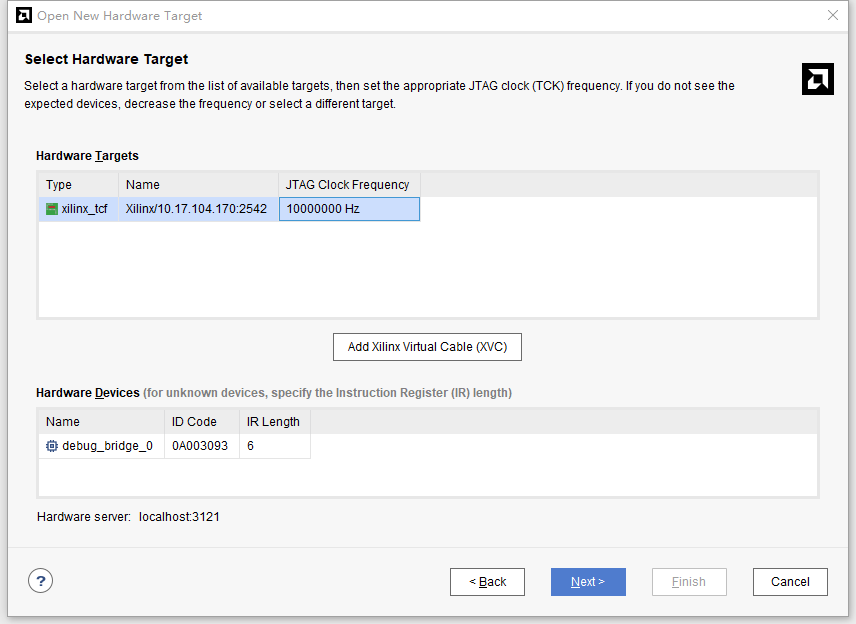 Open New Hardware Target
Select Hardware Target
Select a hardware target from the list of available targets, then set the appropriate JTAG clock (TCK) frequency. If you do not see the
expected devices, decrease the frequency or select a different target.
Hardware Targets
Type Name JTAG Clock Frequency
xilinx_tcf Xilinx/10.17.104.170:2542 10000000 Hz
Add Xilinx Virtual Cable (XVC)
Hardware Devices (for unknown devices, specify the Instruction Register (IR) length)
Name ID Code IR Length
debug_bridge_0 0A003093 6
Hardware server: localhost:3121
? < Back Next > Finish Cancel